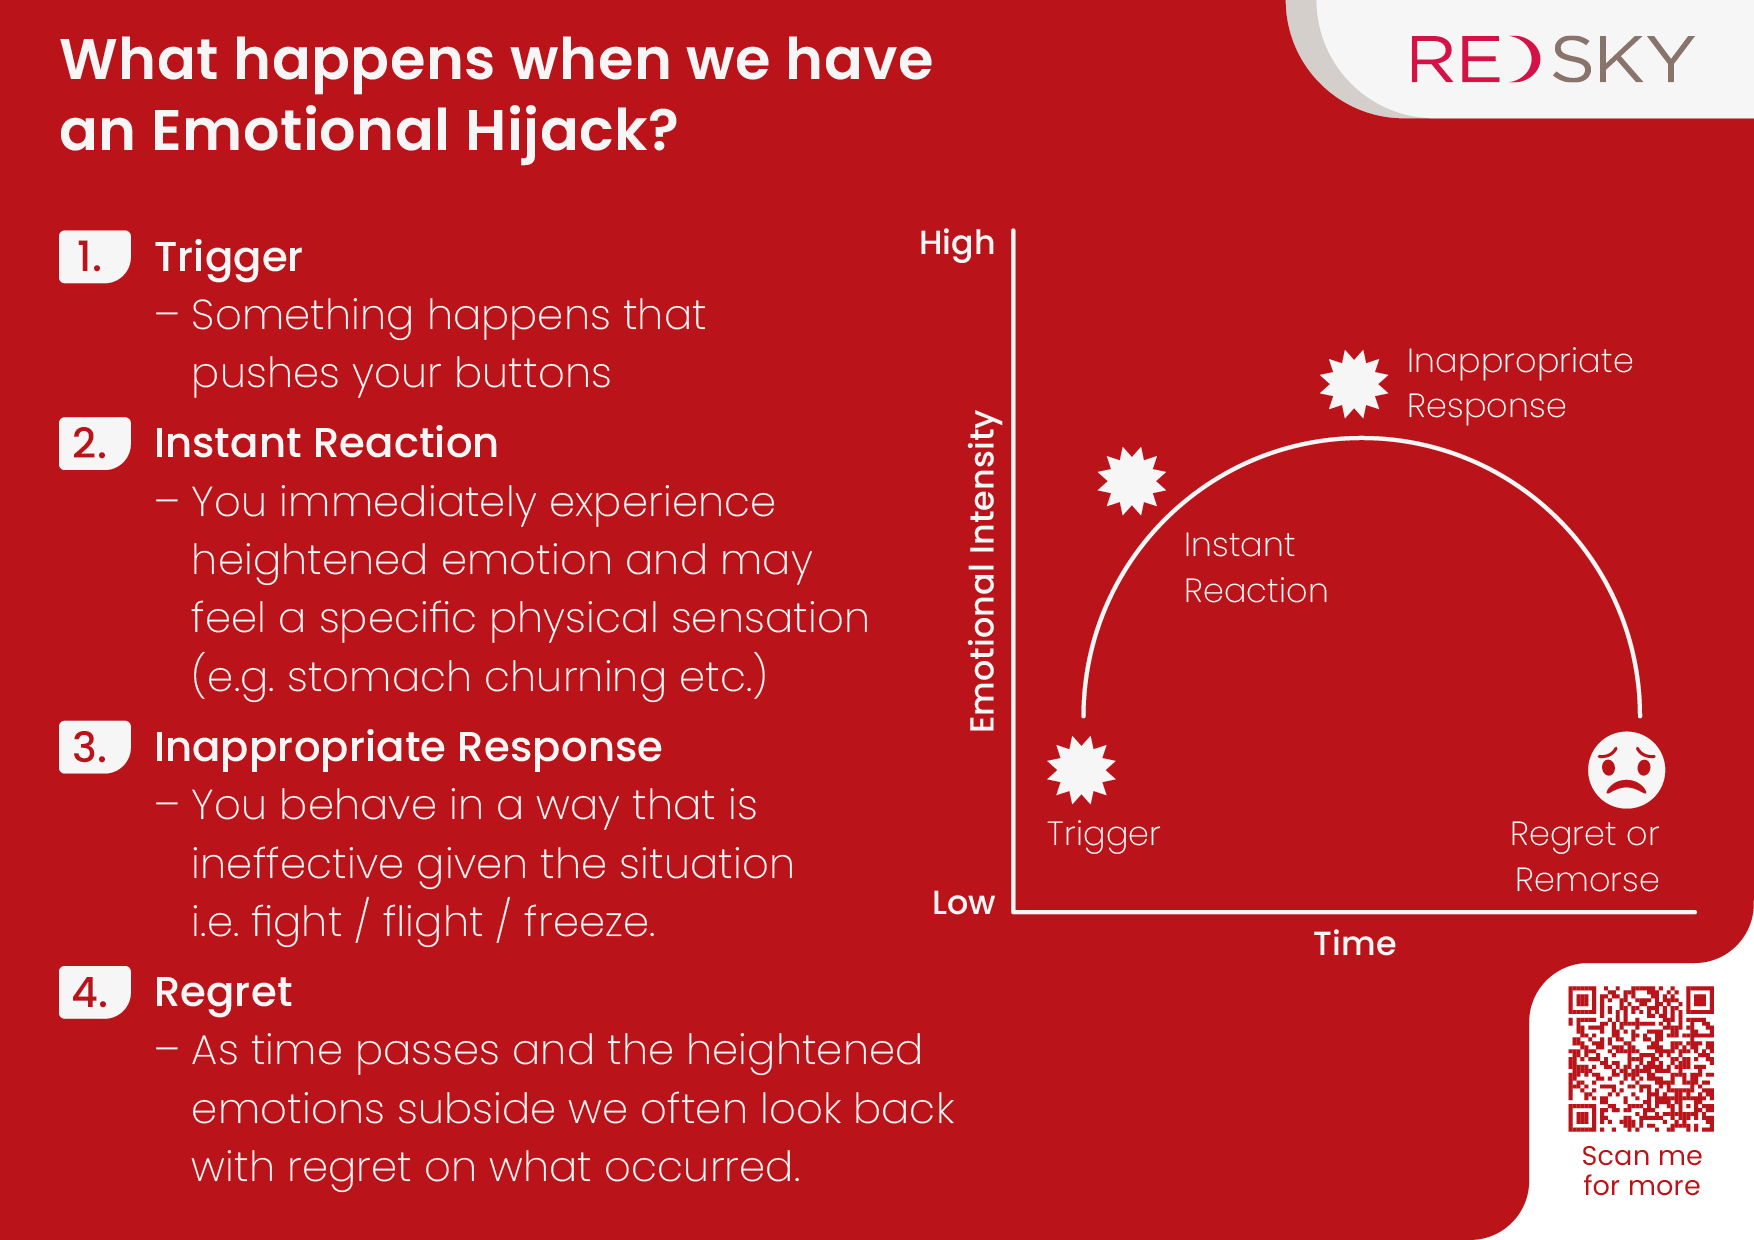 What happens when we have
an Emotional Hijack?
REDSKY
1. Trigger
– Something happens that
pushes your buttons
2. Instant Reaction
– You immediately experience
heightened emotion and may
feel a specific physical sensation
(e.g. stomach churning etc.)
3. Inappropriate Response
– You behave in a way that is
ineffective given the situation
i.e. fight / flight / freeze.
4. Regret
– As time passes and the heightened
emotions subside we often look back
with regret on what occurred.
High
Emotional Intensity
Low
Time
Inappropriate
Response
Instant
Reaction
Trigger
Regret or
Remorse
Scan me
for more